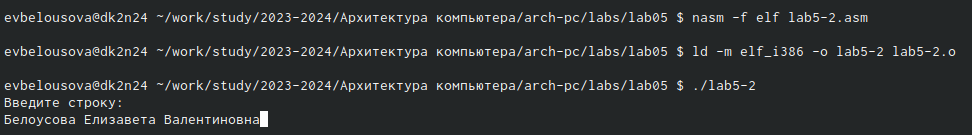 evbelousova@dk2n24 ~/work/study/2023-2024/Архитектура компьютера/arch-pc/labs/lab05 $ nasm -f elf lab5-2.asm
evbelousova@dk2n24 ~/work/study/2023-2024/Архитектура компьютера/arch-pc/labs/lab05 $ ld -m elf_i386 -o lab5-2 lab5-2.o
evbelousova@dk2n24 ~/work/study/2023-2024/Архитектура компьютера/arch-pc/labs/lab05 $ ./lab5-2
Введите строку:
Белоусова Елизавета Валентиновна